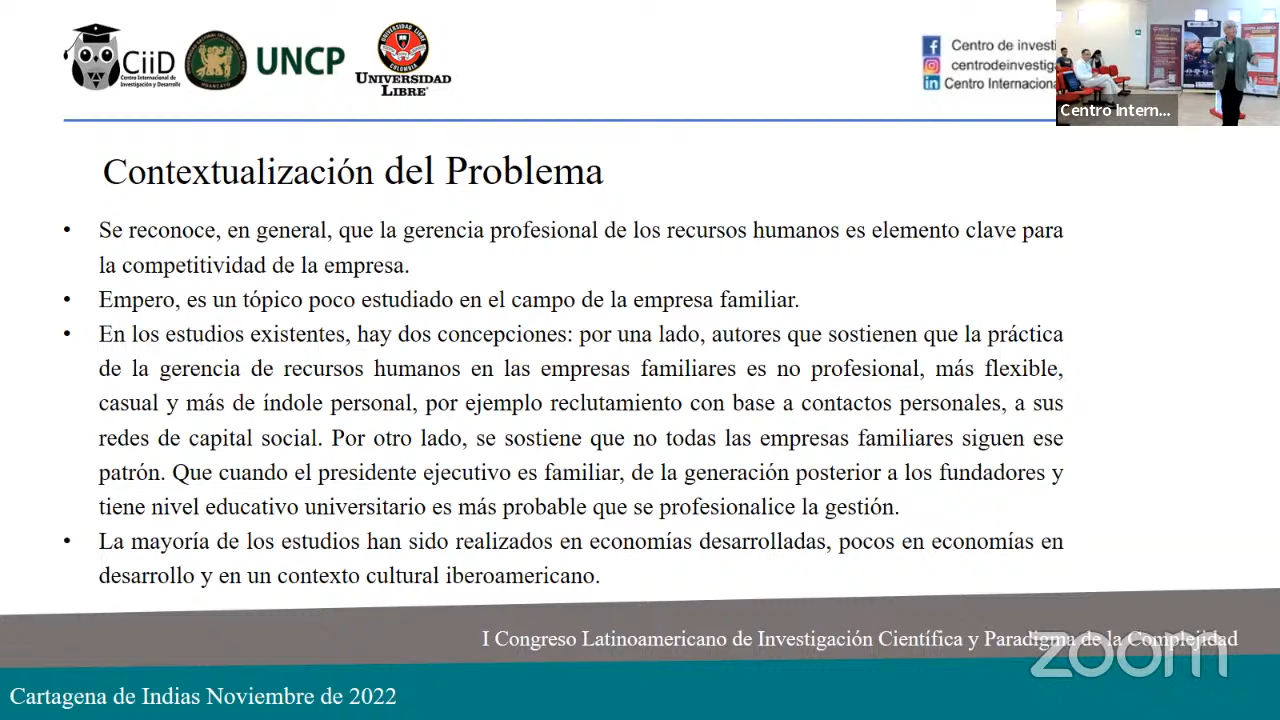 CiiD
Centro Internacional de
Investigación y Desarrollo
UNCP
UNIVERSIDAD
LIBRE
Centro de investi
centrodeinvestiga
Centro Internaciona
Centro Intern...
Contextualización del Problema
• Se reconoce, en general, que la gerencia profesional de los recursos humanos es elemento clave para
la competitividad de la empresa.
• Empero, es un tópico poco estudiado en el campo de la empresa familiar.
• En los estudios existentes, hay dos concepciones: por una lado, autores que sostienen que la práctica
de la gerencia de recursos humanos en las empresas familiares es no profesional, más flexible,
casual y más de índole personal, por ejemplo reclutamiento con base a contactos personales, a sus
redes de capital social. Por otro lado, se sostiene que no todas las empresas familiares siguen ese
patrón. Que cuando el presidente ejecutivo es familiar, de la generación posterior a los fundadores y
tiene nivel educativo universitario es más probable que se profesionalice la gestión.
• La mayoría de los estudios han sido realizados en economías desarrolladas, pocos en economías en
desarrollo y en un contexto cultural iberoamericano.
I Congreso Latinoamericano de Investigación Científica y Paradigma de la Complejidad
zoom
Cartagena de Indias Noviembre de 2022